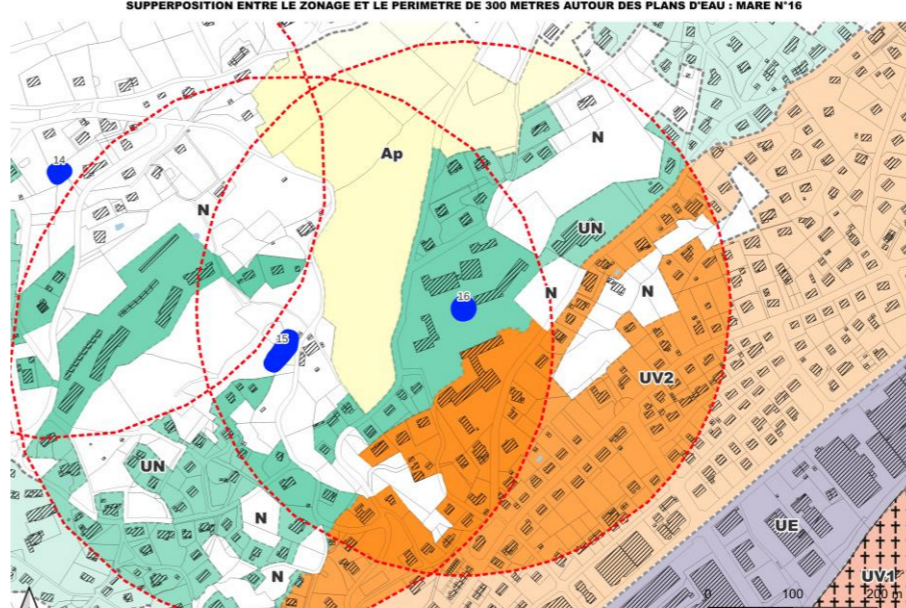 SUPPERPOSITION ENTRE LE ZONAGE ET LE PERIMETRE DE 300 METRES AUTOUR DES PLANS D'EAU : MARE N°16
N
Ap
14
N
UN
16
N
N
15
UV2
UN
N
UE
N
UV1
0 100 200 m